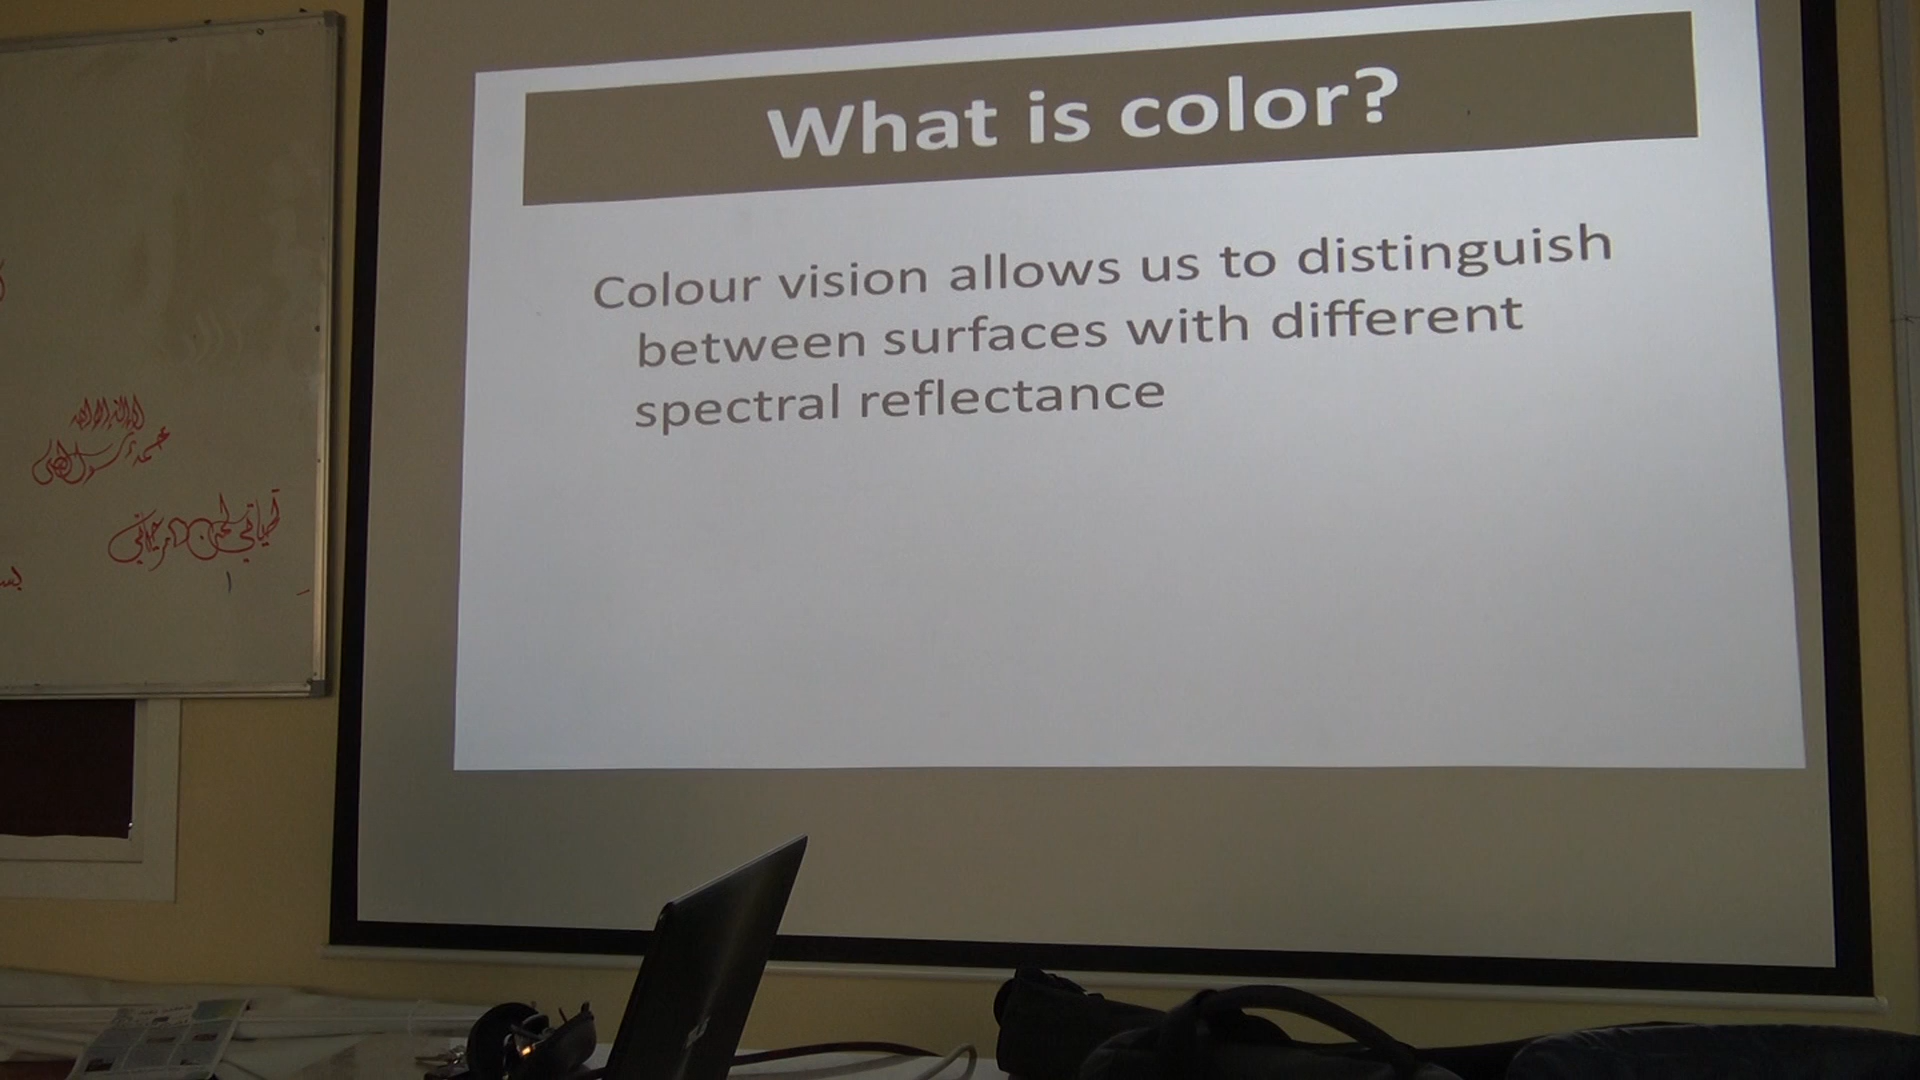 What is color?
Colour vision allows us to distinguish
between surfaces with different
spectral reflectance